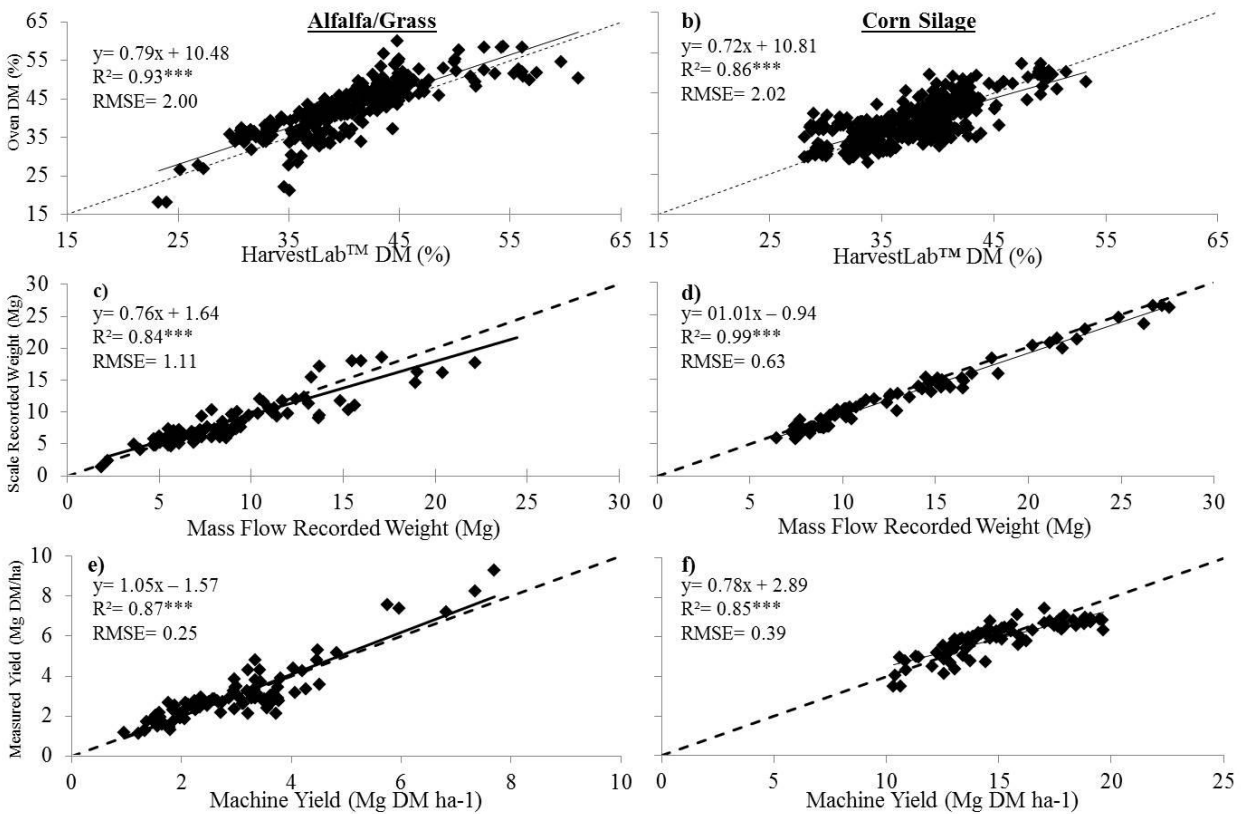 Alfalfa/Grass
y= 0.79x + 10.48
R²= 0.93***
RMSE= 2.00
Oven DM (%)
65
55
45
35
25
15
15 25 35 45 55 65
HarvestLab™ DM (%)
b) Corn Silage
y= 0.72x + 10.81
R²= 0.86***
RMSE= 2.02
65
55
45
35
25
15
15 25 35 45 55 65
HarvestLab™ DM (%)
c)
y= 0.76x + 1.64
R²= 0.84***
RMSE= 1.11
Scale Recorded Weight (Mg)
30
25
20
15
10
5
0
0 5 10 15 20 25 30
Mass Flow Recorded Weight (Mg)
d)
y= 01.01x – 0.94
R²= 0.99***
RMSE= 0.63
0 5 10 15 20 25 30
Mass Flow Recorded Weight (Mg)
e)
y= 1.05x – 1.57
R²= 0.87***
RMSE= 0.25
Measured Yield (Mg DM/ha)
10
8
6
4
2
0
0 2 4 6 8 10
Machine Yield (Mg DM ha-1)
f)
y= 0.78x + 2.89
R²= 0.85***
RMSE= 0.39
0 5 10 15 20 25
Machine Yield (Mg DM ha-1)